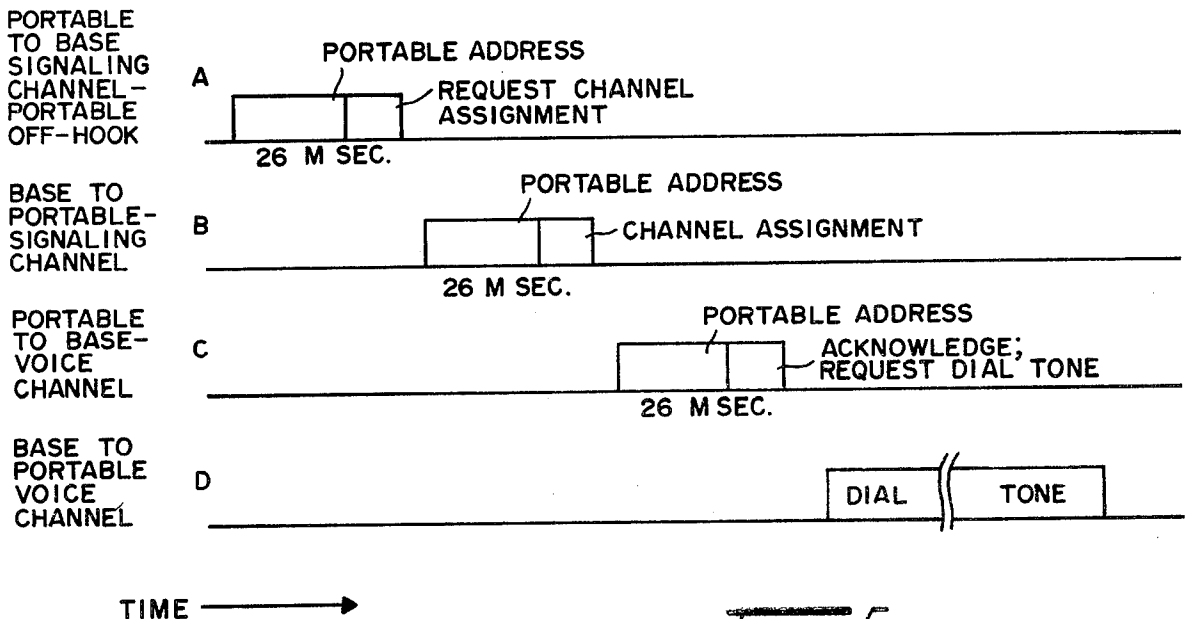 PORTABLE
TO BASE
SIGNALING
CHANNEL-
PORTABLE
OFF-HOOK
A
PORTABLE ADDRESS
REQUEST CHANNEL
ASSIGNMENT
26 M SEC.
BASE TO
PORTABLE-
SIGNALING
CHANNEL
B
PORTABLE ADDRESS
CHANNEL ASSIGNMENT
26 M SEC.
PORTABLE
TO BASE-
VOICE
CHANNEL
C
PORTABLE ADDRESS
ACKNOWLEDGE;
REQUEST DIAL TONE
26 M SEC.
BASE TO
PORTABLE
VOICE
CHANNEL
D
DIAL
TONE
TIME